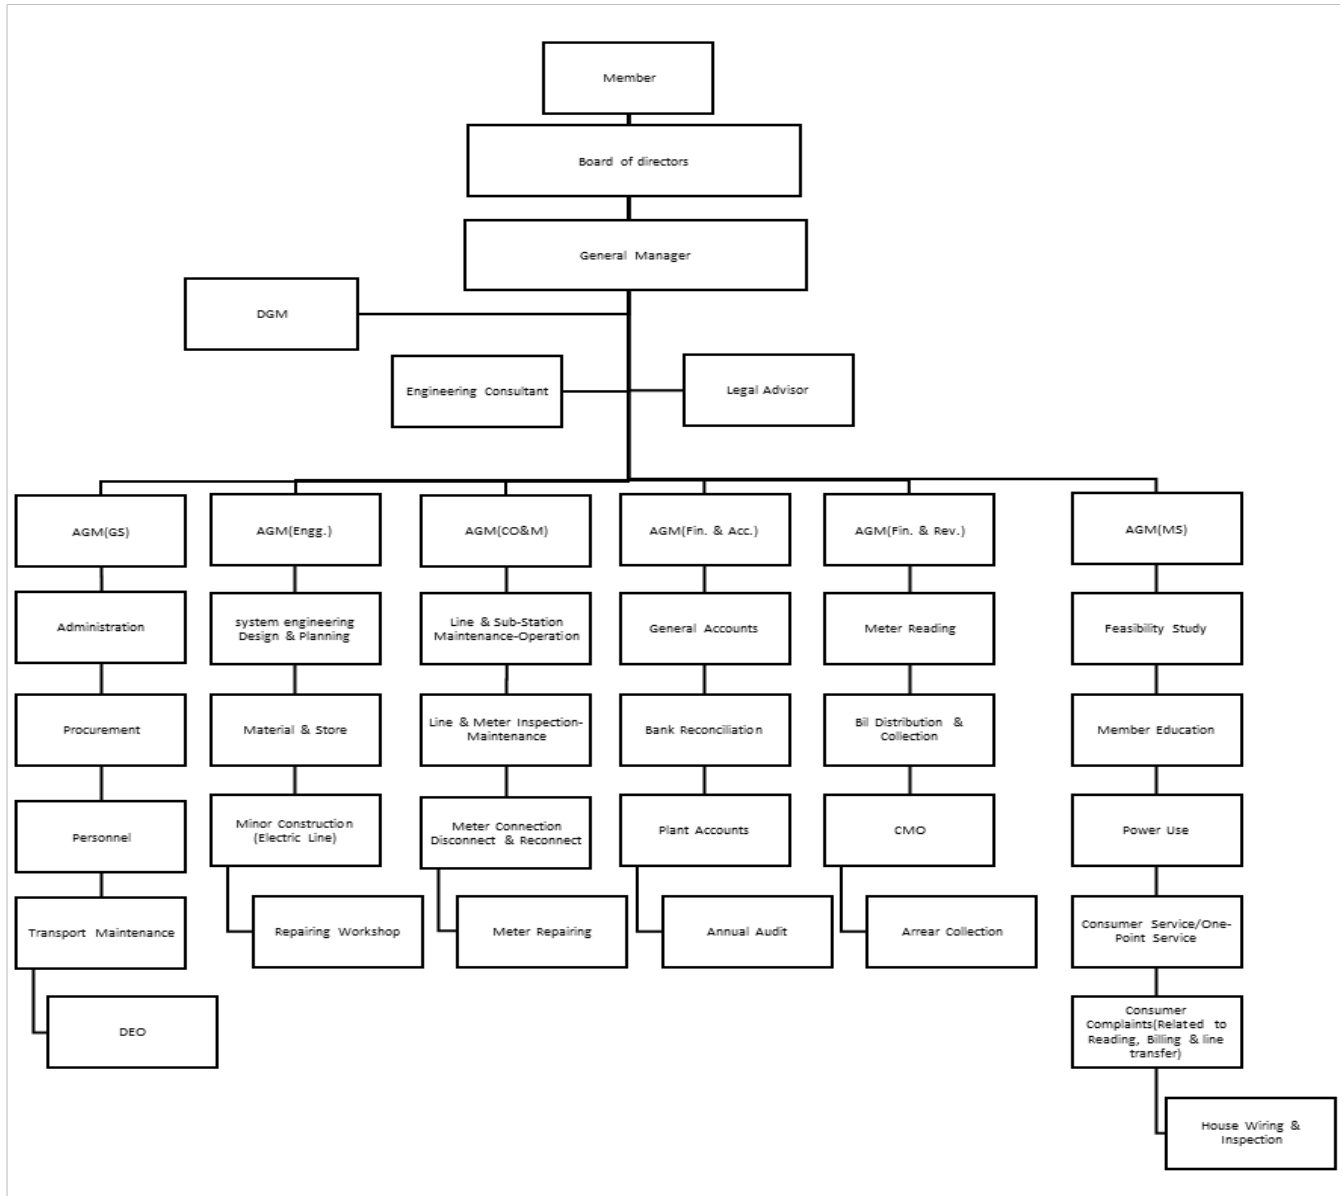 Member
Board of directors
General Manager
DGM
Engineering Consultant
Legal Advisor
AGM(GS)
AGM(Engg.)
AGM(CO&M)
AGM(Fin. & Acc.)
AGM(Fin. & Rev.)
AGM(MS)
Administration
system engineering
Design & Planning
Line & Sub-Station
Maintenance-Operation
General Accounts
Meter Reading
Feasibility Study
Procurement
Material & Store
Line & Meter Inspection-
Maintenance
Bank Reconciliation
Bil Distribution &
Collection
Member Education
Personnel
Minor Construction
(Electric Line)
Meter Connection
Disconnect & Reconnect
Plant Accounts
CMO
Power Use
Transport Maintenance
Repairing Workshop
Meter Repairing
Annual Audit
Arrear Collection
Consumer Service/One-
Point Service
DEO
Consumer
Complaints(Related to
Reading, Billing & line
transfer)
House Wiring &
Inspection